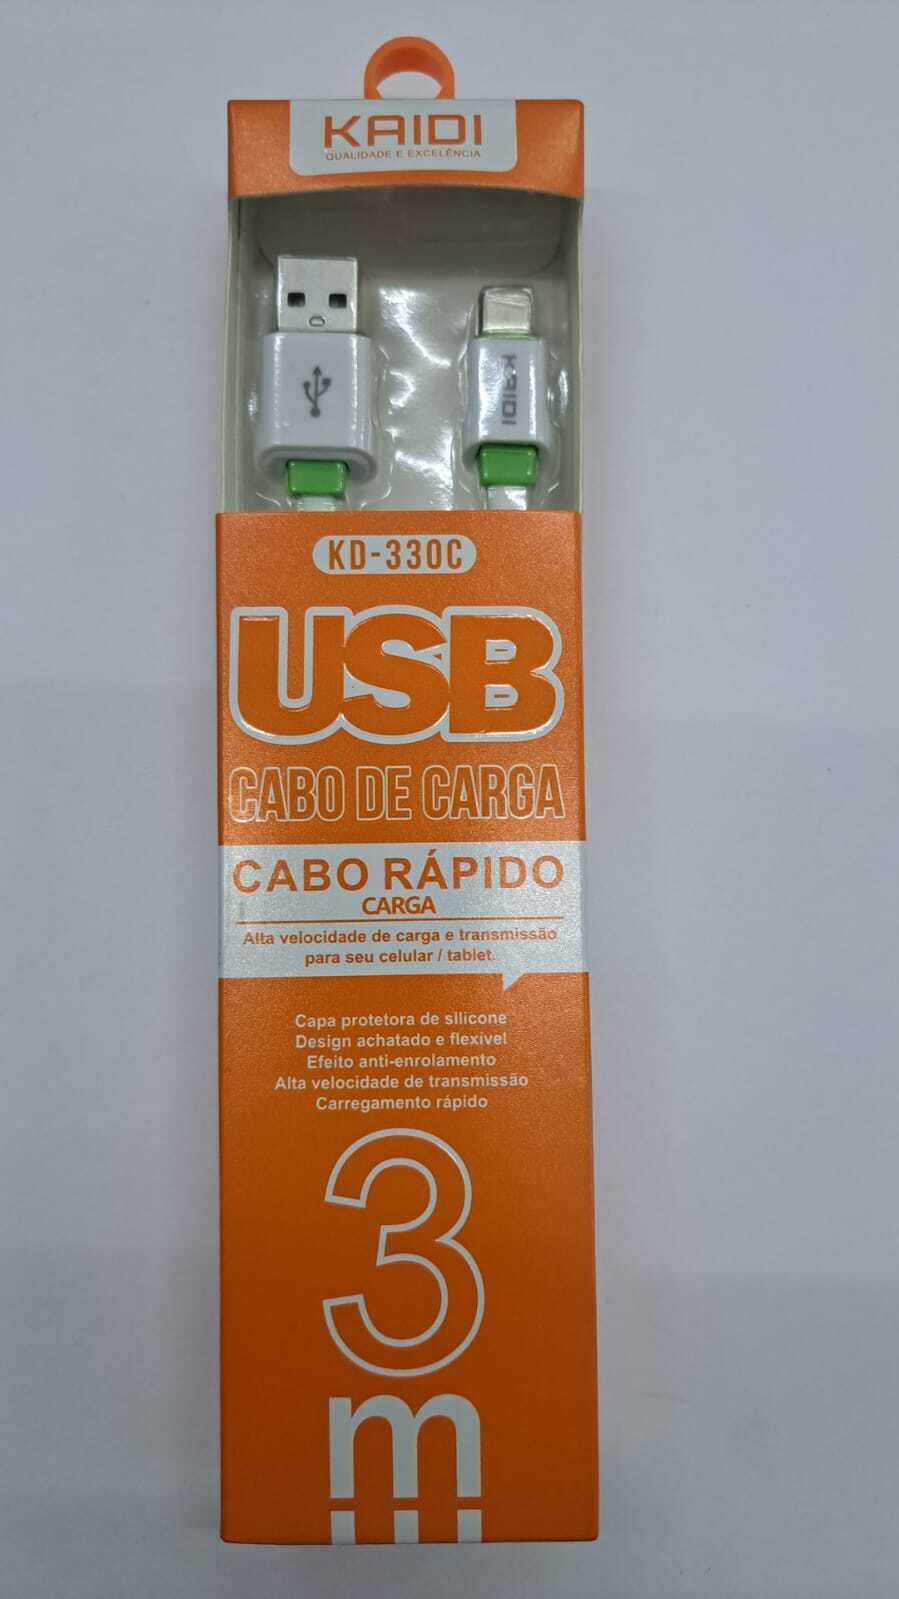 KAIDI
QUALIDADE E EXCELÊNCIA
KAIDI
KD-330C
USB
CABO DE CARGA
CABO RÁPIDO
CARGA
Alta velocidade de carga e transmissão
para seu celular / tablet.
Capa protetora de silicone
Design achatado e flexível
Efeito anti-enrolamento
Alta velocidade de transmissão
Carregamento rápido
3
m